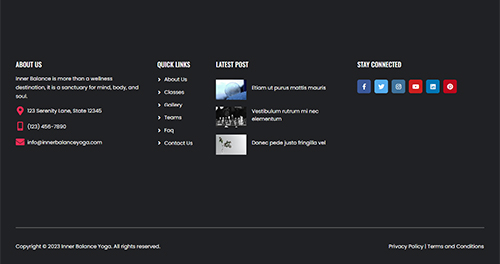 ABOUT US
Inner Balance is more than a wellness
destination, it is a sanctuary for mind, body, and
soul.
123 Serenity Lane, State 12345
(123) 456-7890
info@innerbalanceyoga.com
QUICK LINKS
About Us
Classes
Gallery
Teams
Faq
Contact Us
LATEST POST
Etiam ut purus mattis mauris
Vestibulum rutrum mi nec
elementum
Donec pede justo fringilla vel
STAY CONNECTED
Copyright © 2023 Inner Balance Yoga. All rights reserved.
Privacy Policy | Terms and Conditions